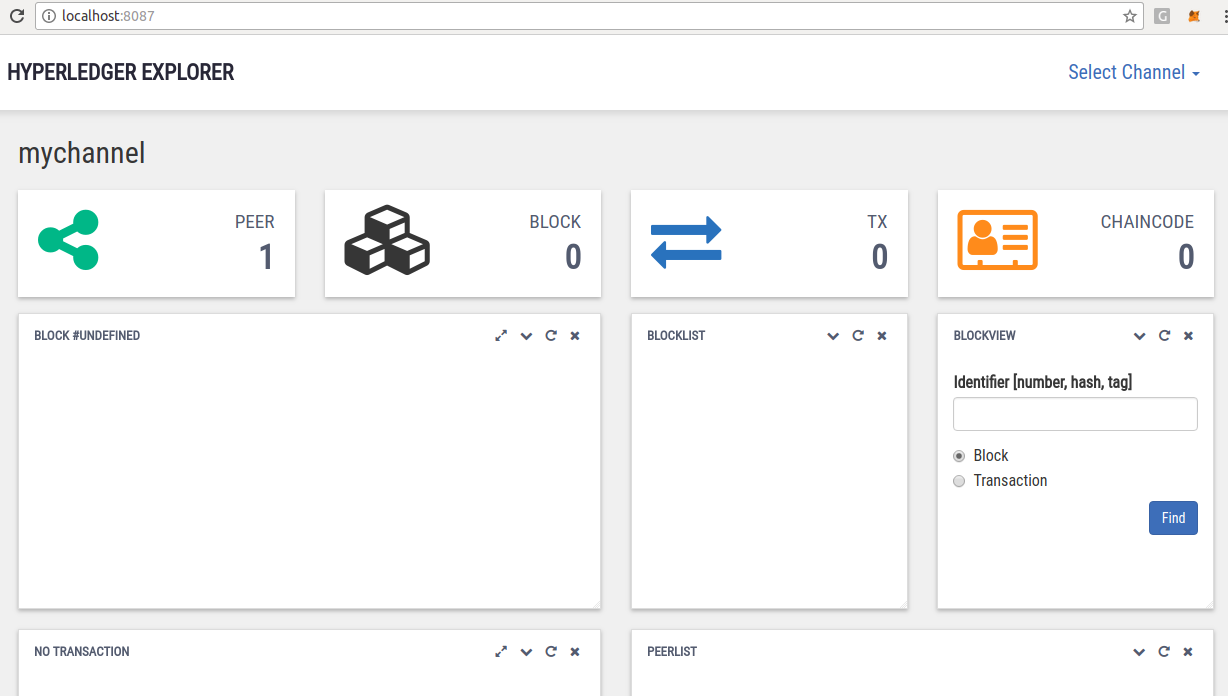 localhost:8087
G
HYPERLEDGER EXPLORER
Select Channel
mychannel
PEER
1
BLOCK
0
TX
0
CHAINCODE
0
BLOCK #UNDEFINED
BLOCKLIST
BLOCKVIEW
Identifier [number, hash, tag]
Block
Transaction
Find
NO TRANSACTION
PEERLIST